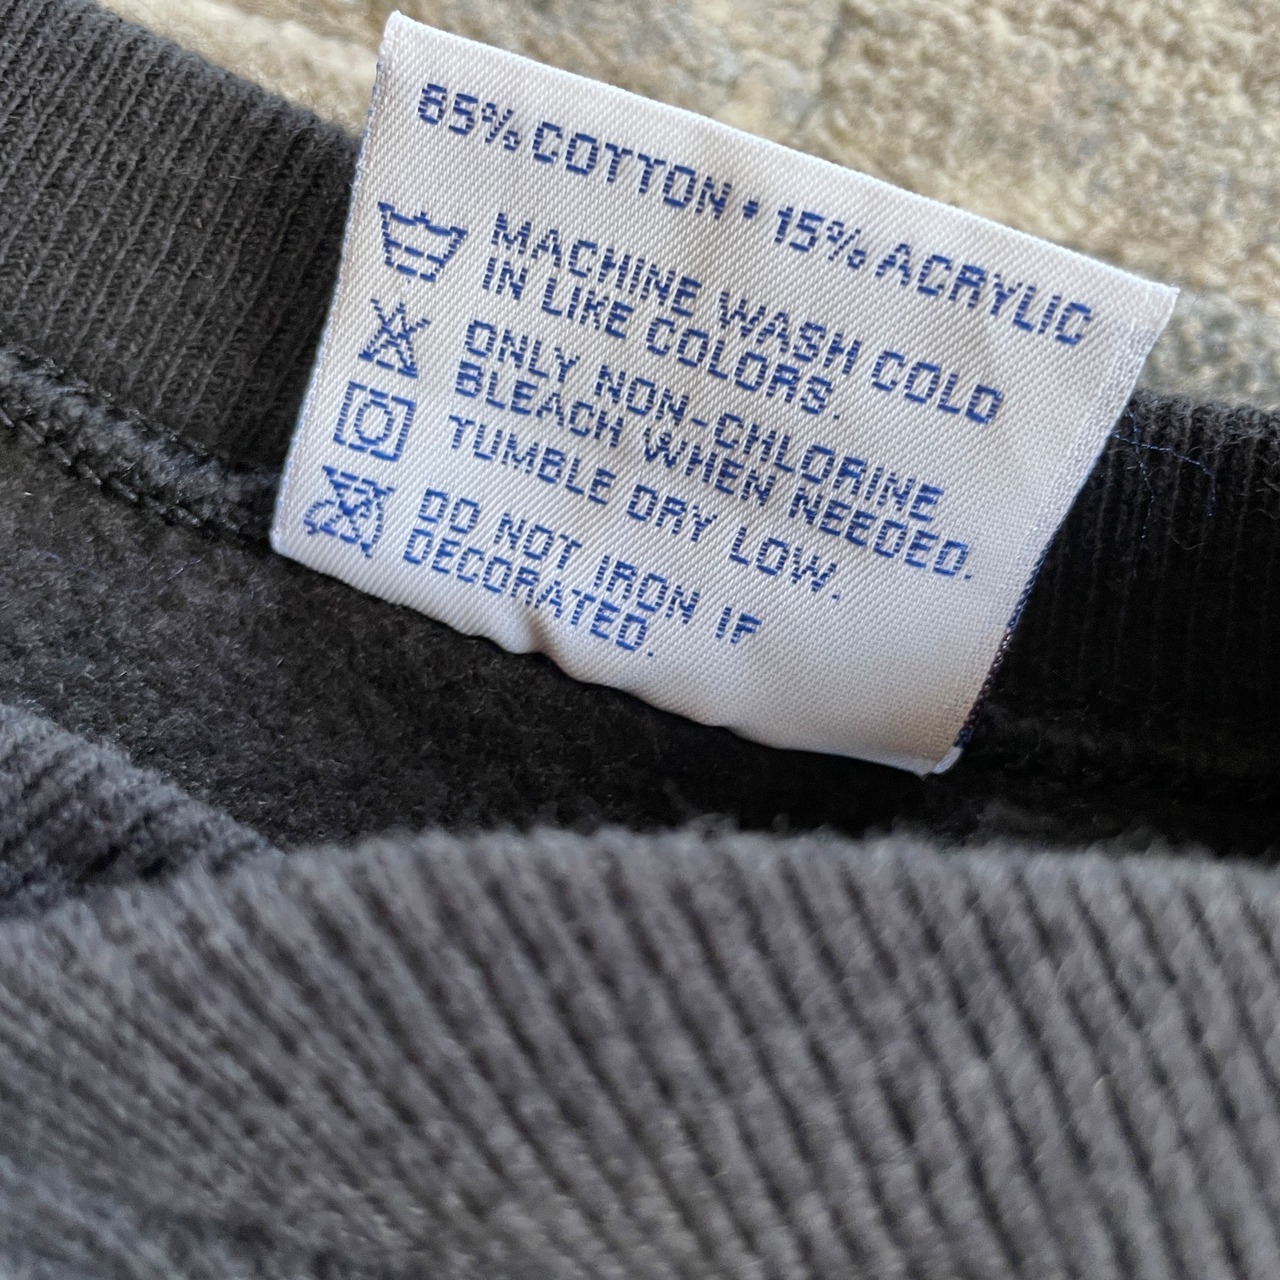 85% COTTON • 15% ACRYLIC
MACHINE WASH COLD
IN LIKE COLORS.
ONLY NON-CHLORINE
BLEACH WHEN NEEDED.
TUMBLE DRY LOW.
DO NOT IRON IF
DECORATED.